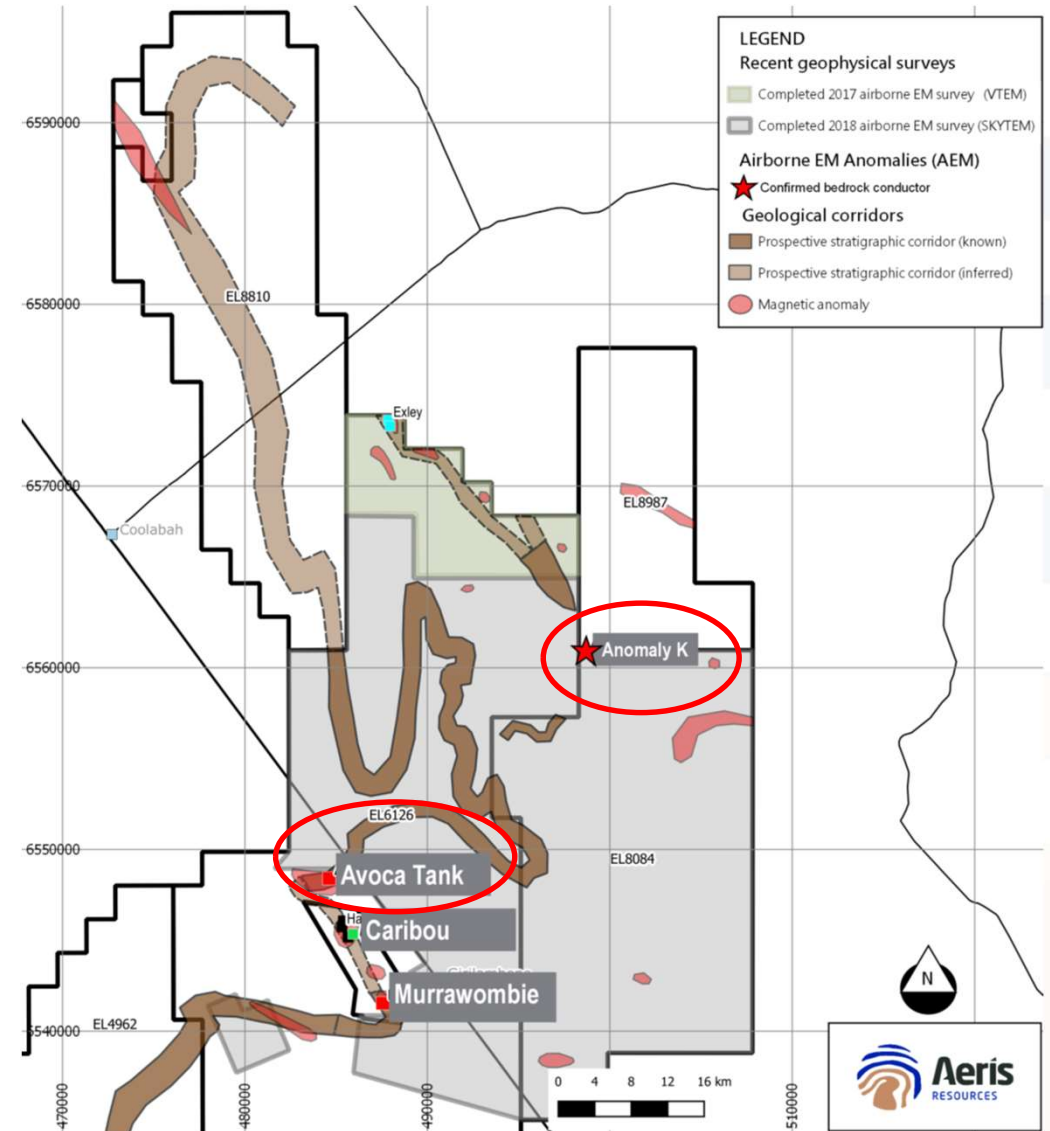 LEGEND
Recent geophysical surveys
Completed 2017 airborne EM survey (VTEM)
Completed 2018 airborne EM survey (SKYTEM)
Airborne EM Anomalies (AEM)
Confirmed bedrock conductor
Geological corridors
Prospective stratigraphic corridor (known)
Prospective stratigraphic corridor (inferred)
Magnetic anomaly
6590000
6580000
EL8810
Exley
6570000
EL8987
Coolabah
Anomaly K
6560000
EL6126
6550000
EL8084
Avoca Tank
Ha
Caribou
Murrawombie
N
EL4962
6540000
0 4 8 12 16 km
Aeris
RESOURCES
470000
480000
490000
510000